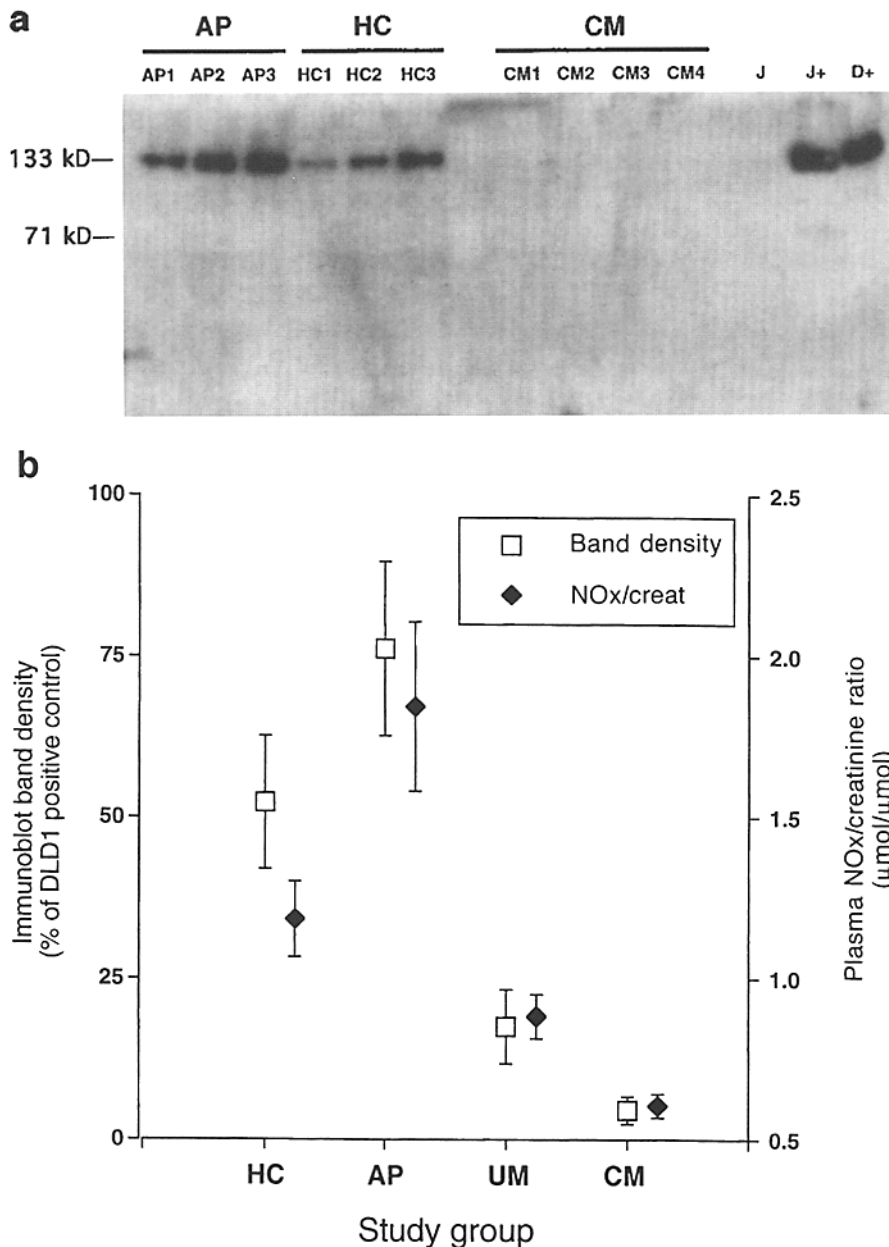 a
AP HC CM
AP1 AP2 AP3 HC1 HC2 HC3 CM1 CM2 CM3 CM4 J J+ D+
133 kD—
71 kD—
b
Immunoblot band density
(% of DLD1 positive control)
100
75
50
25
0
Band density
NOx/creat
2.5
2.0
1.5
1.0
0.5
Plasma NOx/creatinine ratio
(µmol/µmol)
HC AP UM CM
Study group